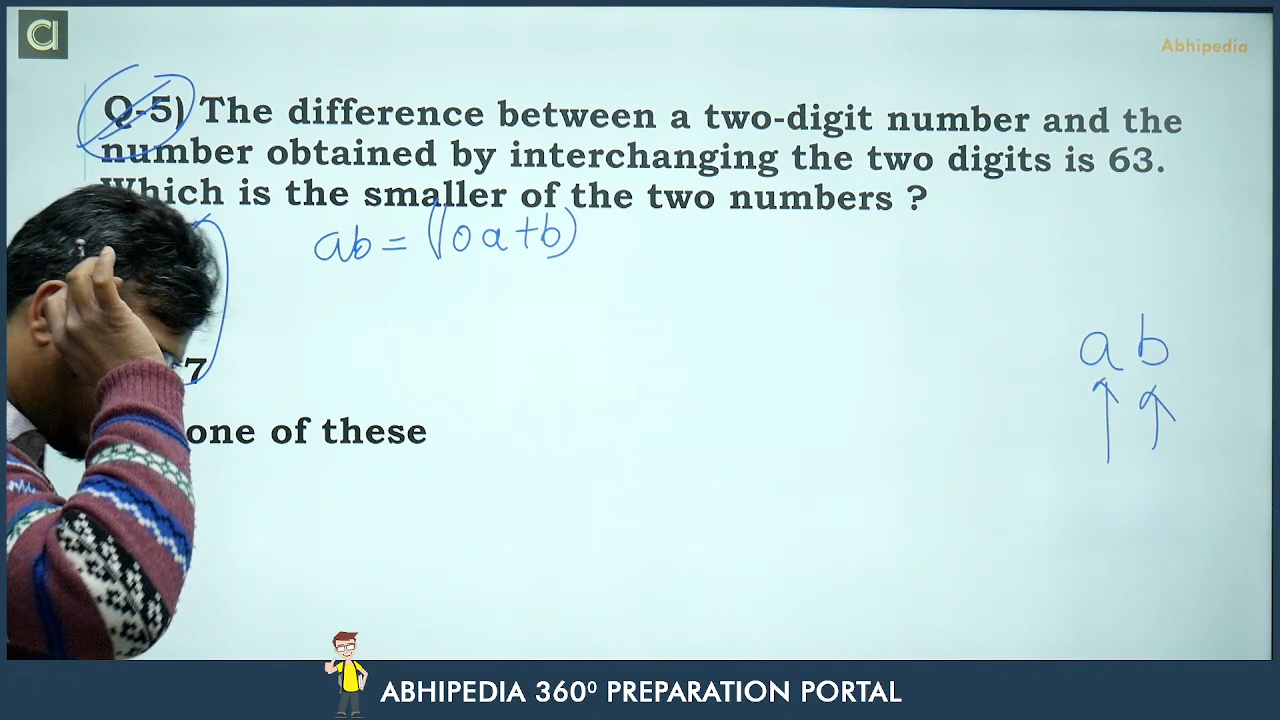 Abhipedia
Q-5) The difference between a two-digit number and the
number obtained by interchanging the two digits is 63.
Which is the smaller of the two numbers ?
ab = (10a+b)
a b
7
one of these
ABHIPEDIA 360⁰ PREPARATION PORTAL